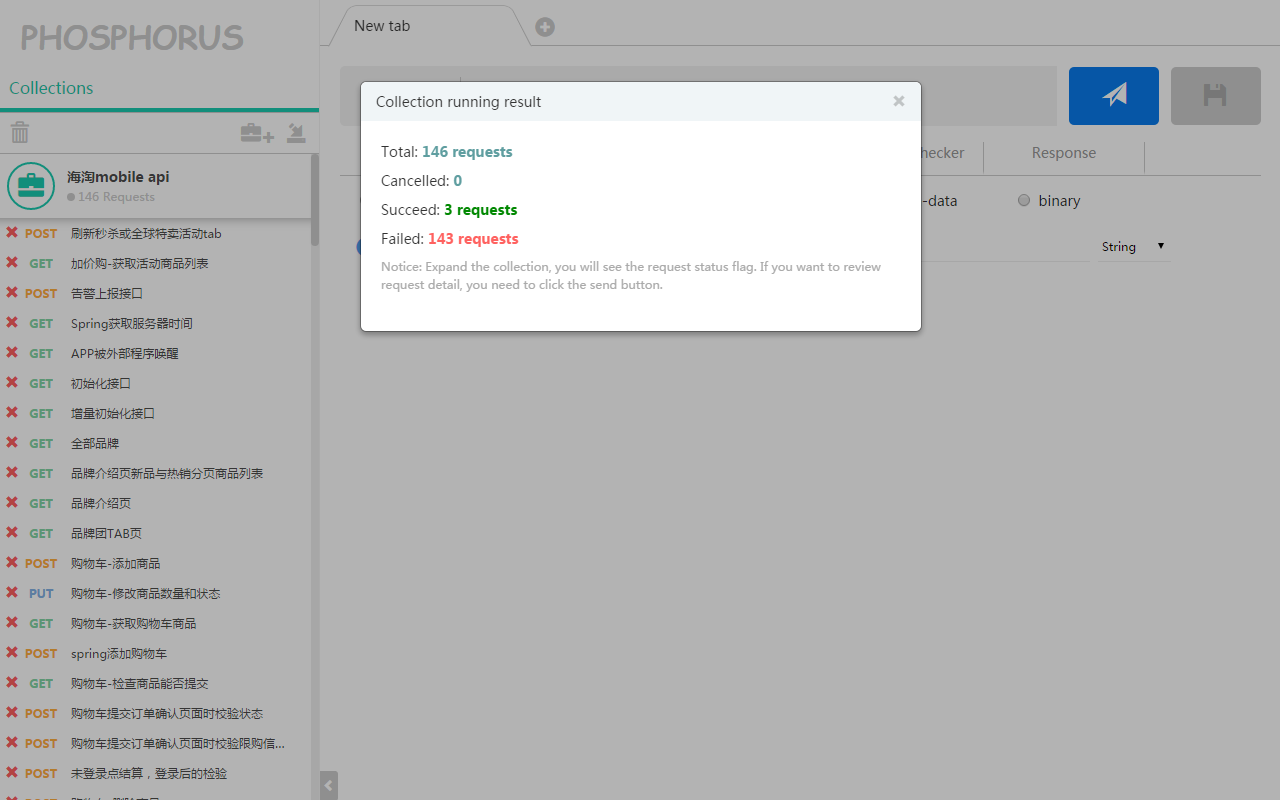 PHOSPHORUS
Collections
海淘mobile api
146 Requests
POST 刷新秒杀或全球特卖活动tab
GET 加价购-获取活动商品列表
POST 告警上报接口
GET Spring获取服务器时间
GET APP被外部程序唤醒
GET 初始化接口
GET 增量初始化接口
GET 全部品牌
GET 品牌介绍页新品与热销分页商品列表
GET 品牌介绍页
GET 品牌团TAB页
POST 购物车-添加商品
PUT 购物车-修改商品数量和状态
GET 购物车-获取购物车商品
POST spring添加购物车
GET 购物车-检查商品能否提交
POST 购物车提交订单确认页面时校验状态
POST 购物车提交订单确认页面时校验限购信...
POST 未登录点结算，登录后的检验
New tab
Collection running result
Total: 146 requests
Cancelled: 0
Succeed: 3 requests
Failed: 143 requests
Notice: Expand the collection, you will see the request status flag. If you want to review
request detail, you need to click the send button.
hecker
Response
-data
binary
String